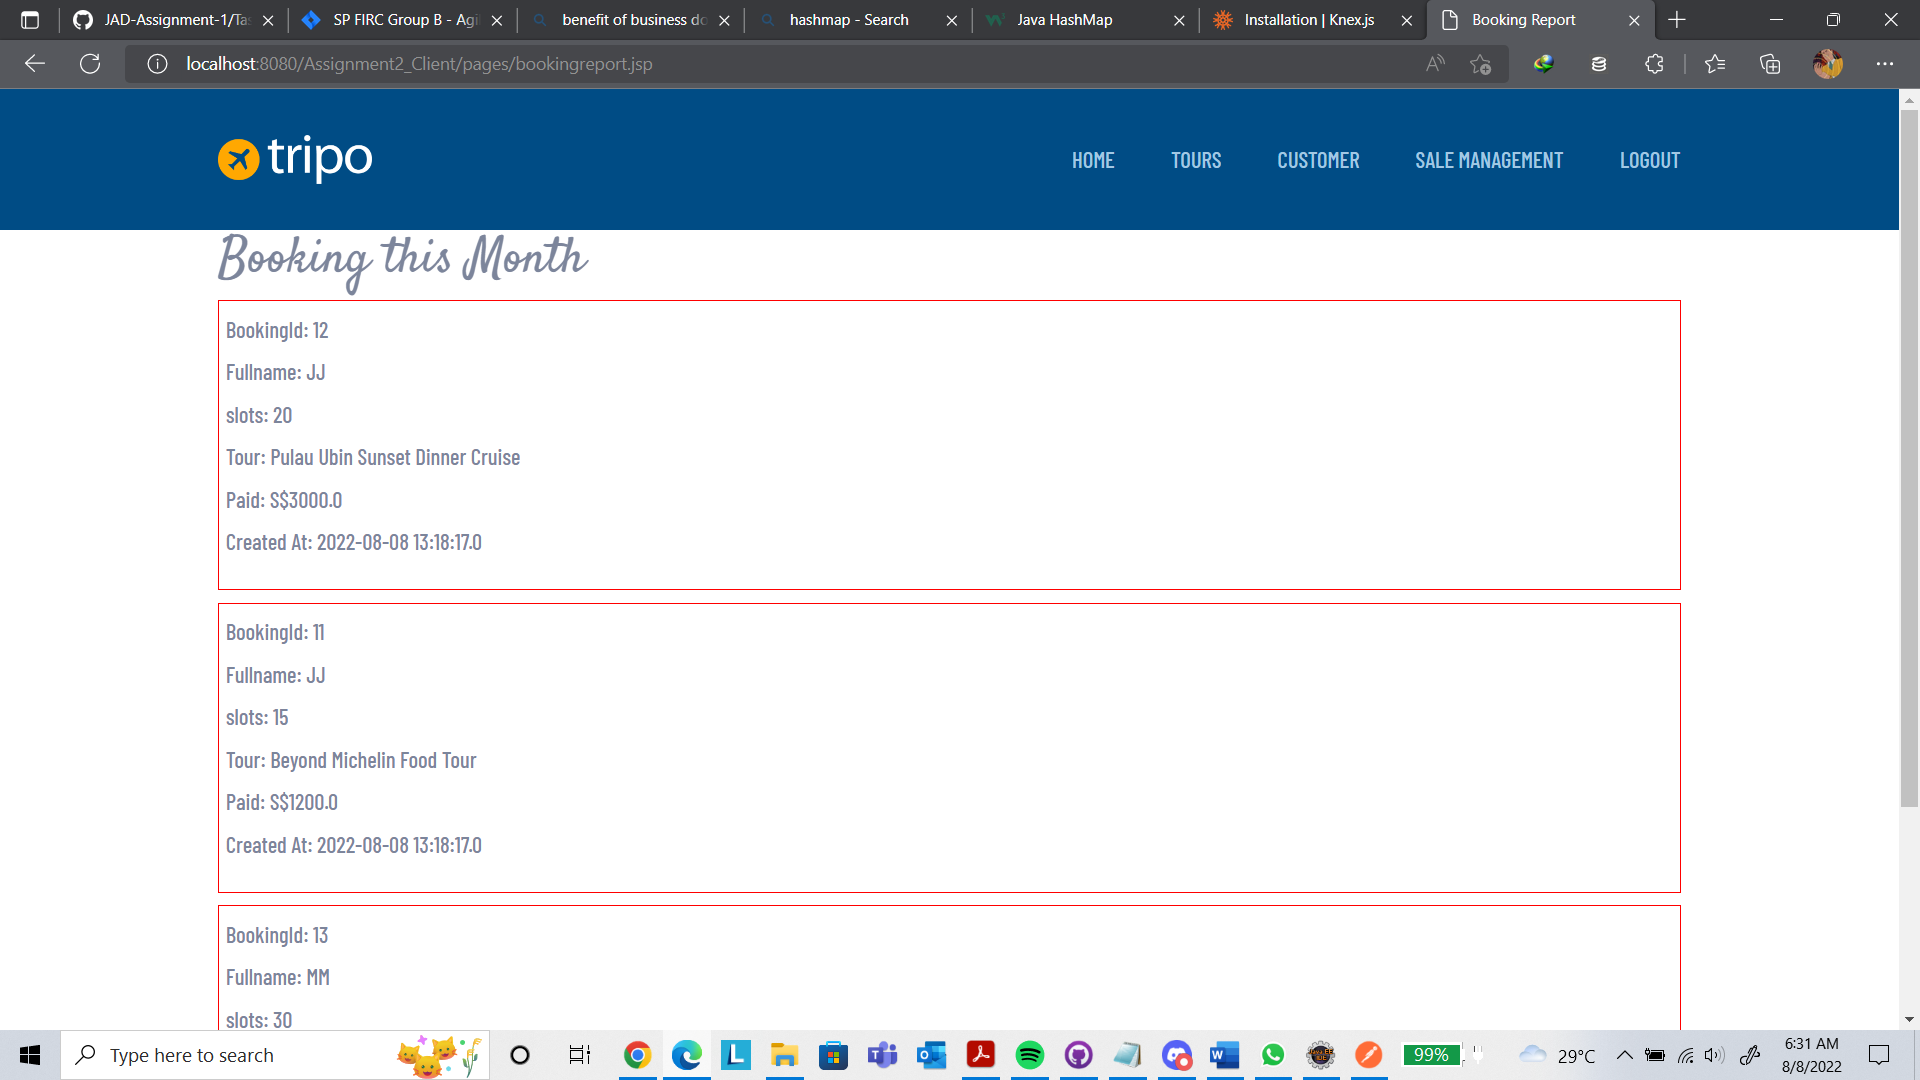 JAD-Assignment-1/Tas
SP FIRC Group B - Agil
benefit of business do
hashmap - Search
Java HashMap
Installation | Knex.js
Booking Report
localhost:8080/Assignment2_Client/pages/bookingreport.jsp
tripo
HOME
TOURS
CUSTOMER
SALE MANAGEMENT
LOGOUT
Booking this Month
BookingId: 12
Fullname: JJ
slots: 20
Tour: Pulau Ubin Sunset Dinner Cruise
Paid: S$3000.0
Created At: 2022-08-08 13:18:17.0
BookingId: 11
Fullname: JJ
slots: 15
Tour: Beyond Michelin Food Tour
Paid: S$1200.0
Created At: 2022-08-08 13:18:17.0
BookingId: 13
Fullname: MM
slots: 30
Type here to search
99%
29°C
6:31 AM
8/8/2022